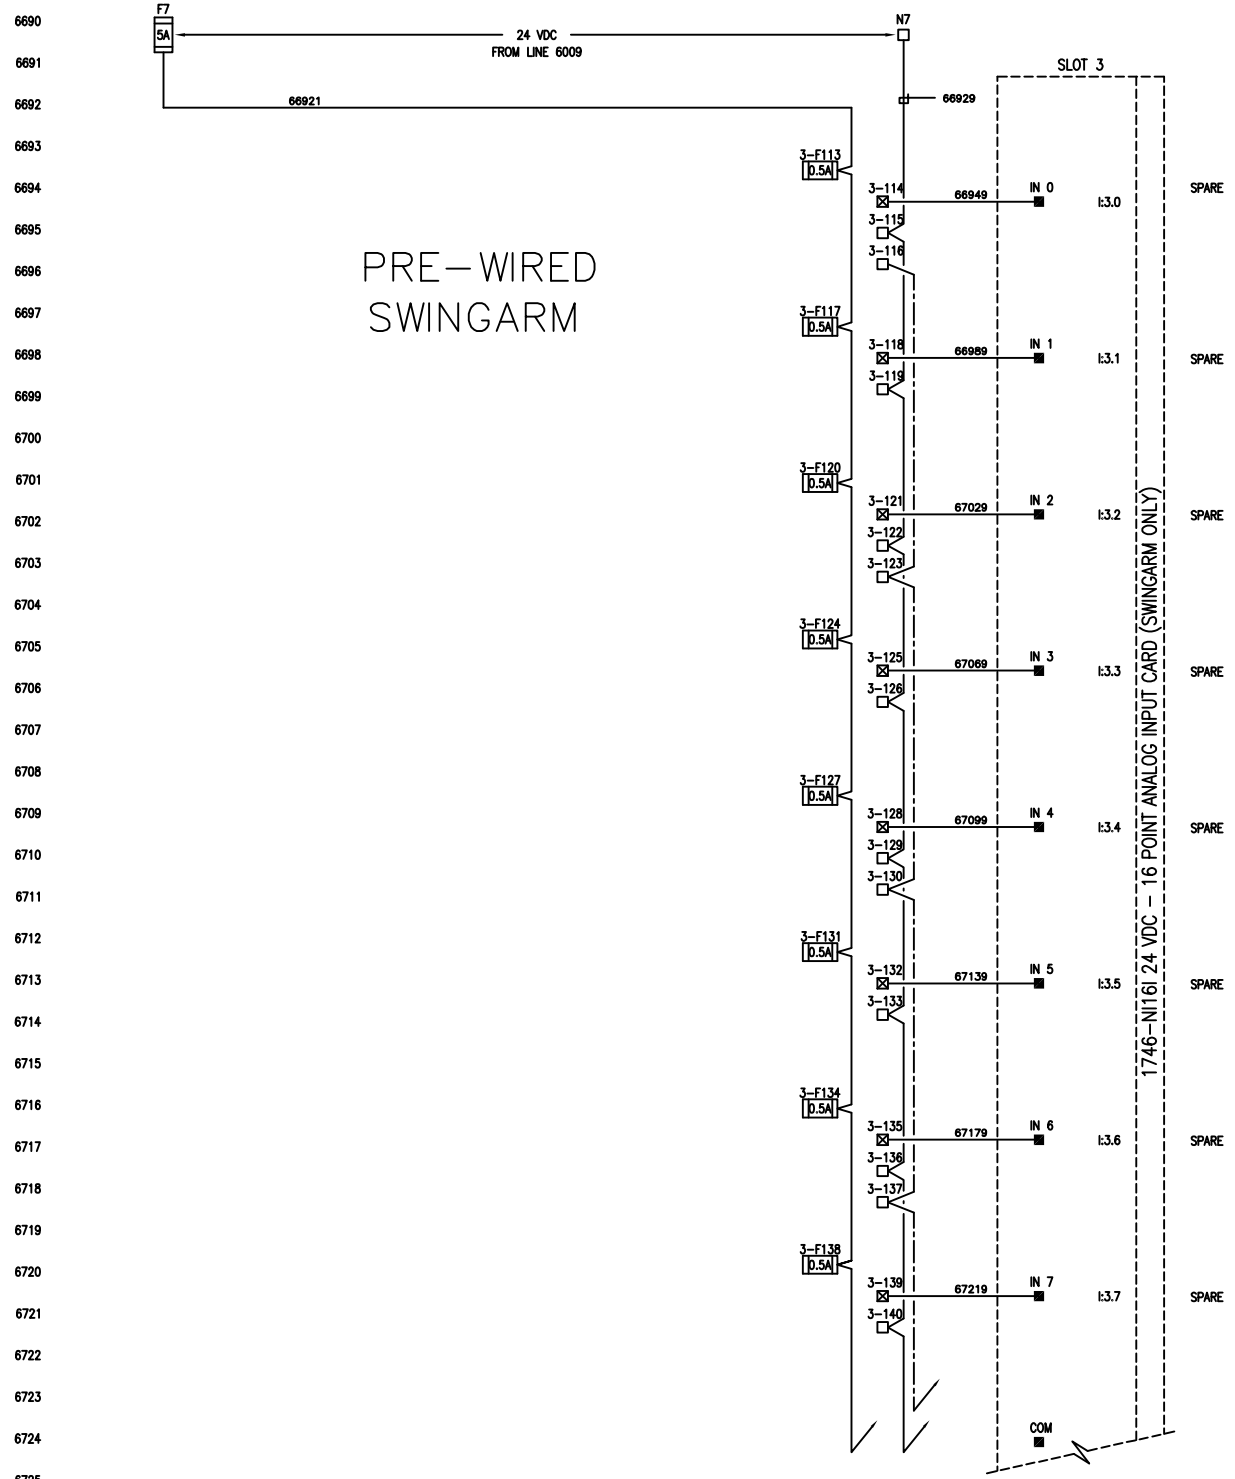 6690
F7
5A
24 VDC
FROM LINE 6009
N7
6691
SLOT 3
6692
66921
66929
6693
3-F113
0.5A
6694
3-114
66949
IN 0
I:3.0
SPARE
6695
3-115
6696
3-116
PRE-WIRED
SWINGARM
6697
3-F117
0.5A
6698
3-118
66989
IN 1
I:3.1
SPARE
6699
3-119
6700
6701
3-F120
0.5A
6702
3-121
67029
IN 2
I:3.2
SPARE
3-122
6703
3-123
6704
3-F124
0.5A
6705
3-125
67069
IN 3
I:3.3
SPARE
6706
3-126
6707
6708
3-F127
0.5A
6709
3-128
67099
IN 4
I:3.4
SPARE
6710
3-129
6711
3-130
6712
3-F131
0.5A
6713
3-132
67139
IN 5
I:3.5
SPARE
6714
3-133
6715
6716
3-F134
0.5A
6717
3-135
67179
IN 6
I:3.6
SPARE
3-136
6718
3-137
6719
6720
3-F138
0.5A
3-139
67219
IN 7
I:3.7
SPARE
6721
3-140
6722
6723
6724
COM
6725
1746-NI16I 24 VDC - 16 POINT ANALOG INPUT CARD (SWINGARM ONLY)